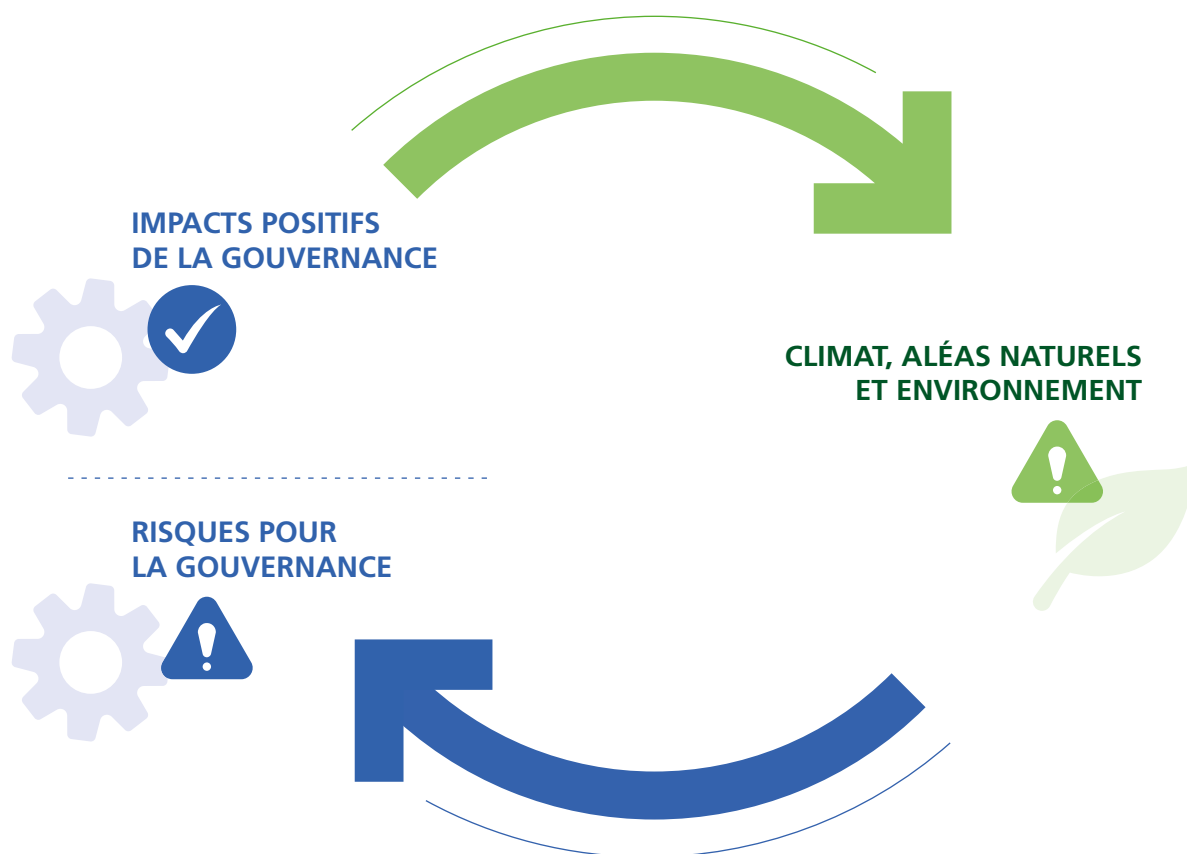 IMPACTS POSITIFS
DE LA GOUVERNANCE
CLIMAT, ALÉAS NATURELS
ET ENVIRONNEMENT
RISQUES POUR
LA GOUVERNANCE